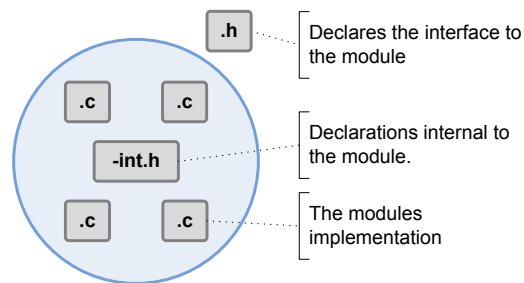 .h
Declares the interface to
the module
.c
.c
-int.h
Declarations internal to
the module.
.c
.c
The modules
implementation